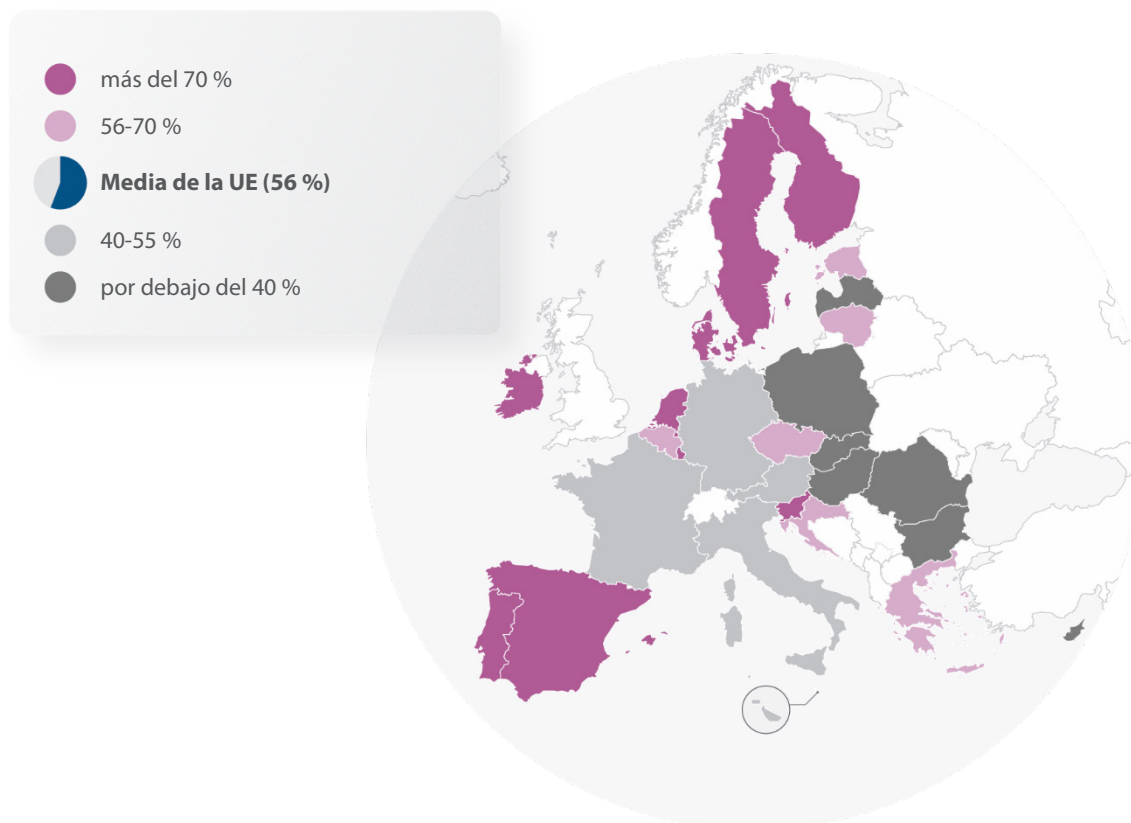 más del 70 %
56-70 %
Media de la UE (56 %)
40-55 %
por debajo del 40 %